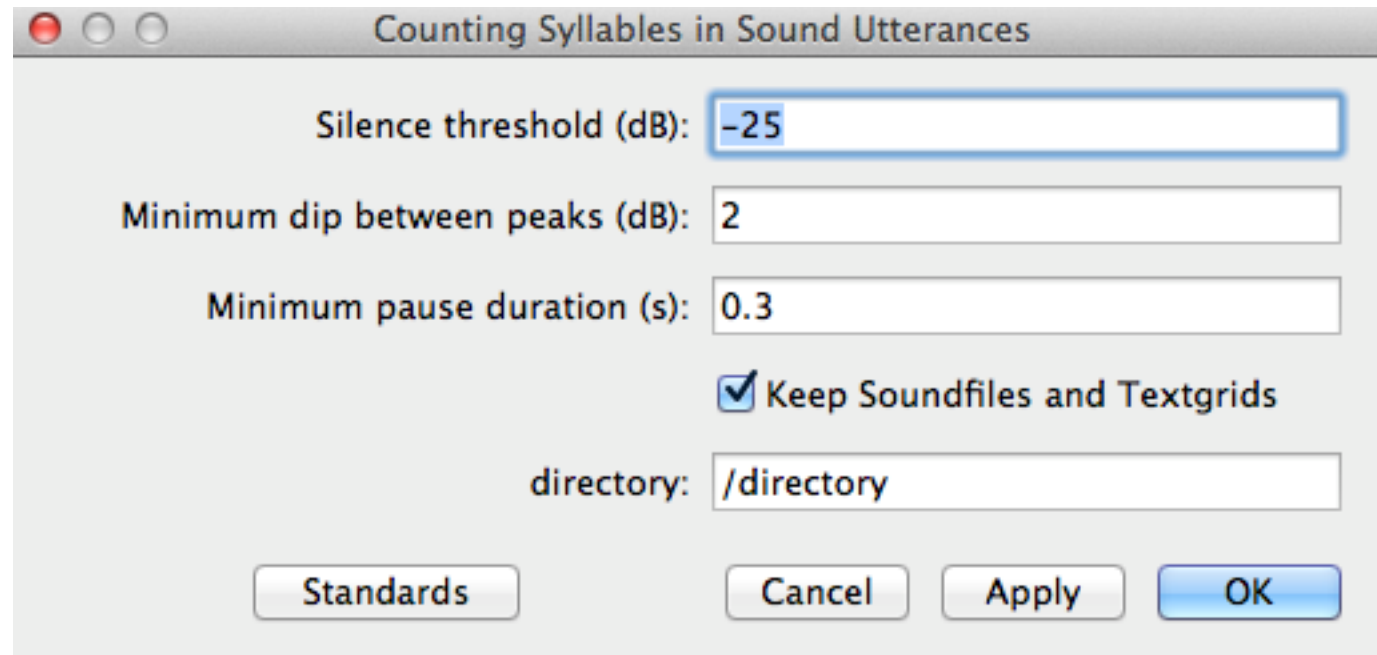 Counting Syllables in Sound Utterances
Silence threshold (dB): -25
Minimum dip between peaks (dB): 2
Minimum pause duration (s): 0.3
Keep Soundfiles and Textgrids
directory: /directory
Standards Cancel Apply OK